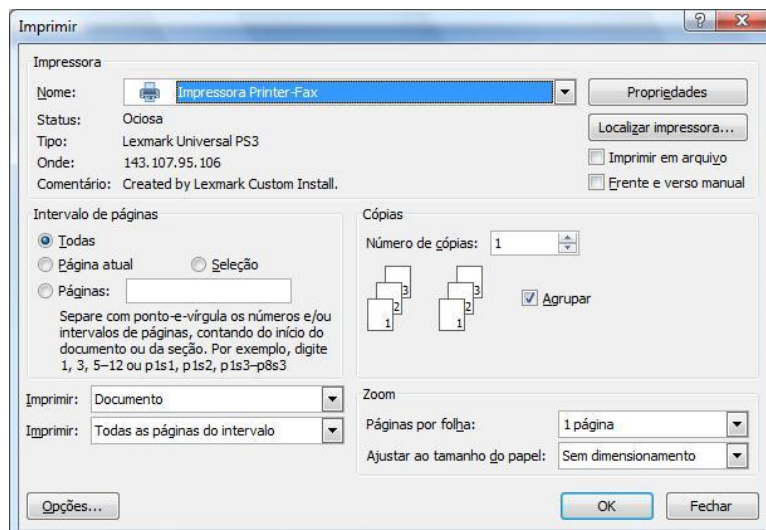 Imprimir
Impressora
Nome: Impressora Printer-Fax
Propriedades
Status: Ociosa
Localizar impressora...
Tipo: Lexmark Universal PS3
Onde: 143.107.95.106
Imprimir em arquivo
Comentário: Created by Lexmark Custom Install.
Frente e verso manual
Intervalo de páginas
Todas
Página atual
Seleção
Páginas:
Separe com ponto-e-vírgula os números e/ou
intervalos de páginas, contando do início do
documento ou da seção. Por exemplo, digite
1, 3, 5–12 ou p1s1, p1s2, p1s3–p8s3
Cópias
Número de cópias: 1
1 2 3
1 2 3
Agrupar
Imprimir: Documento
Imprimir: Todas as páginas do intervalo
Zoom
Páginas por folha: 1 página
Ajustar ao tamanho do papel: Sem dimensionamento
Opções...
OK
Fechar